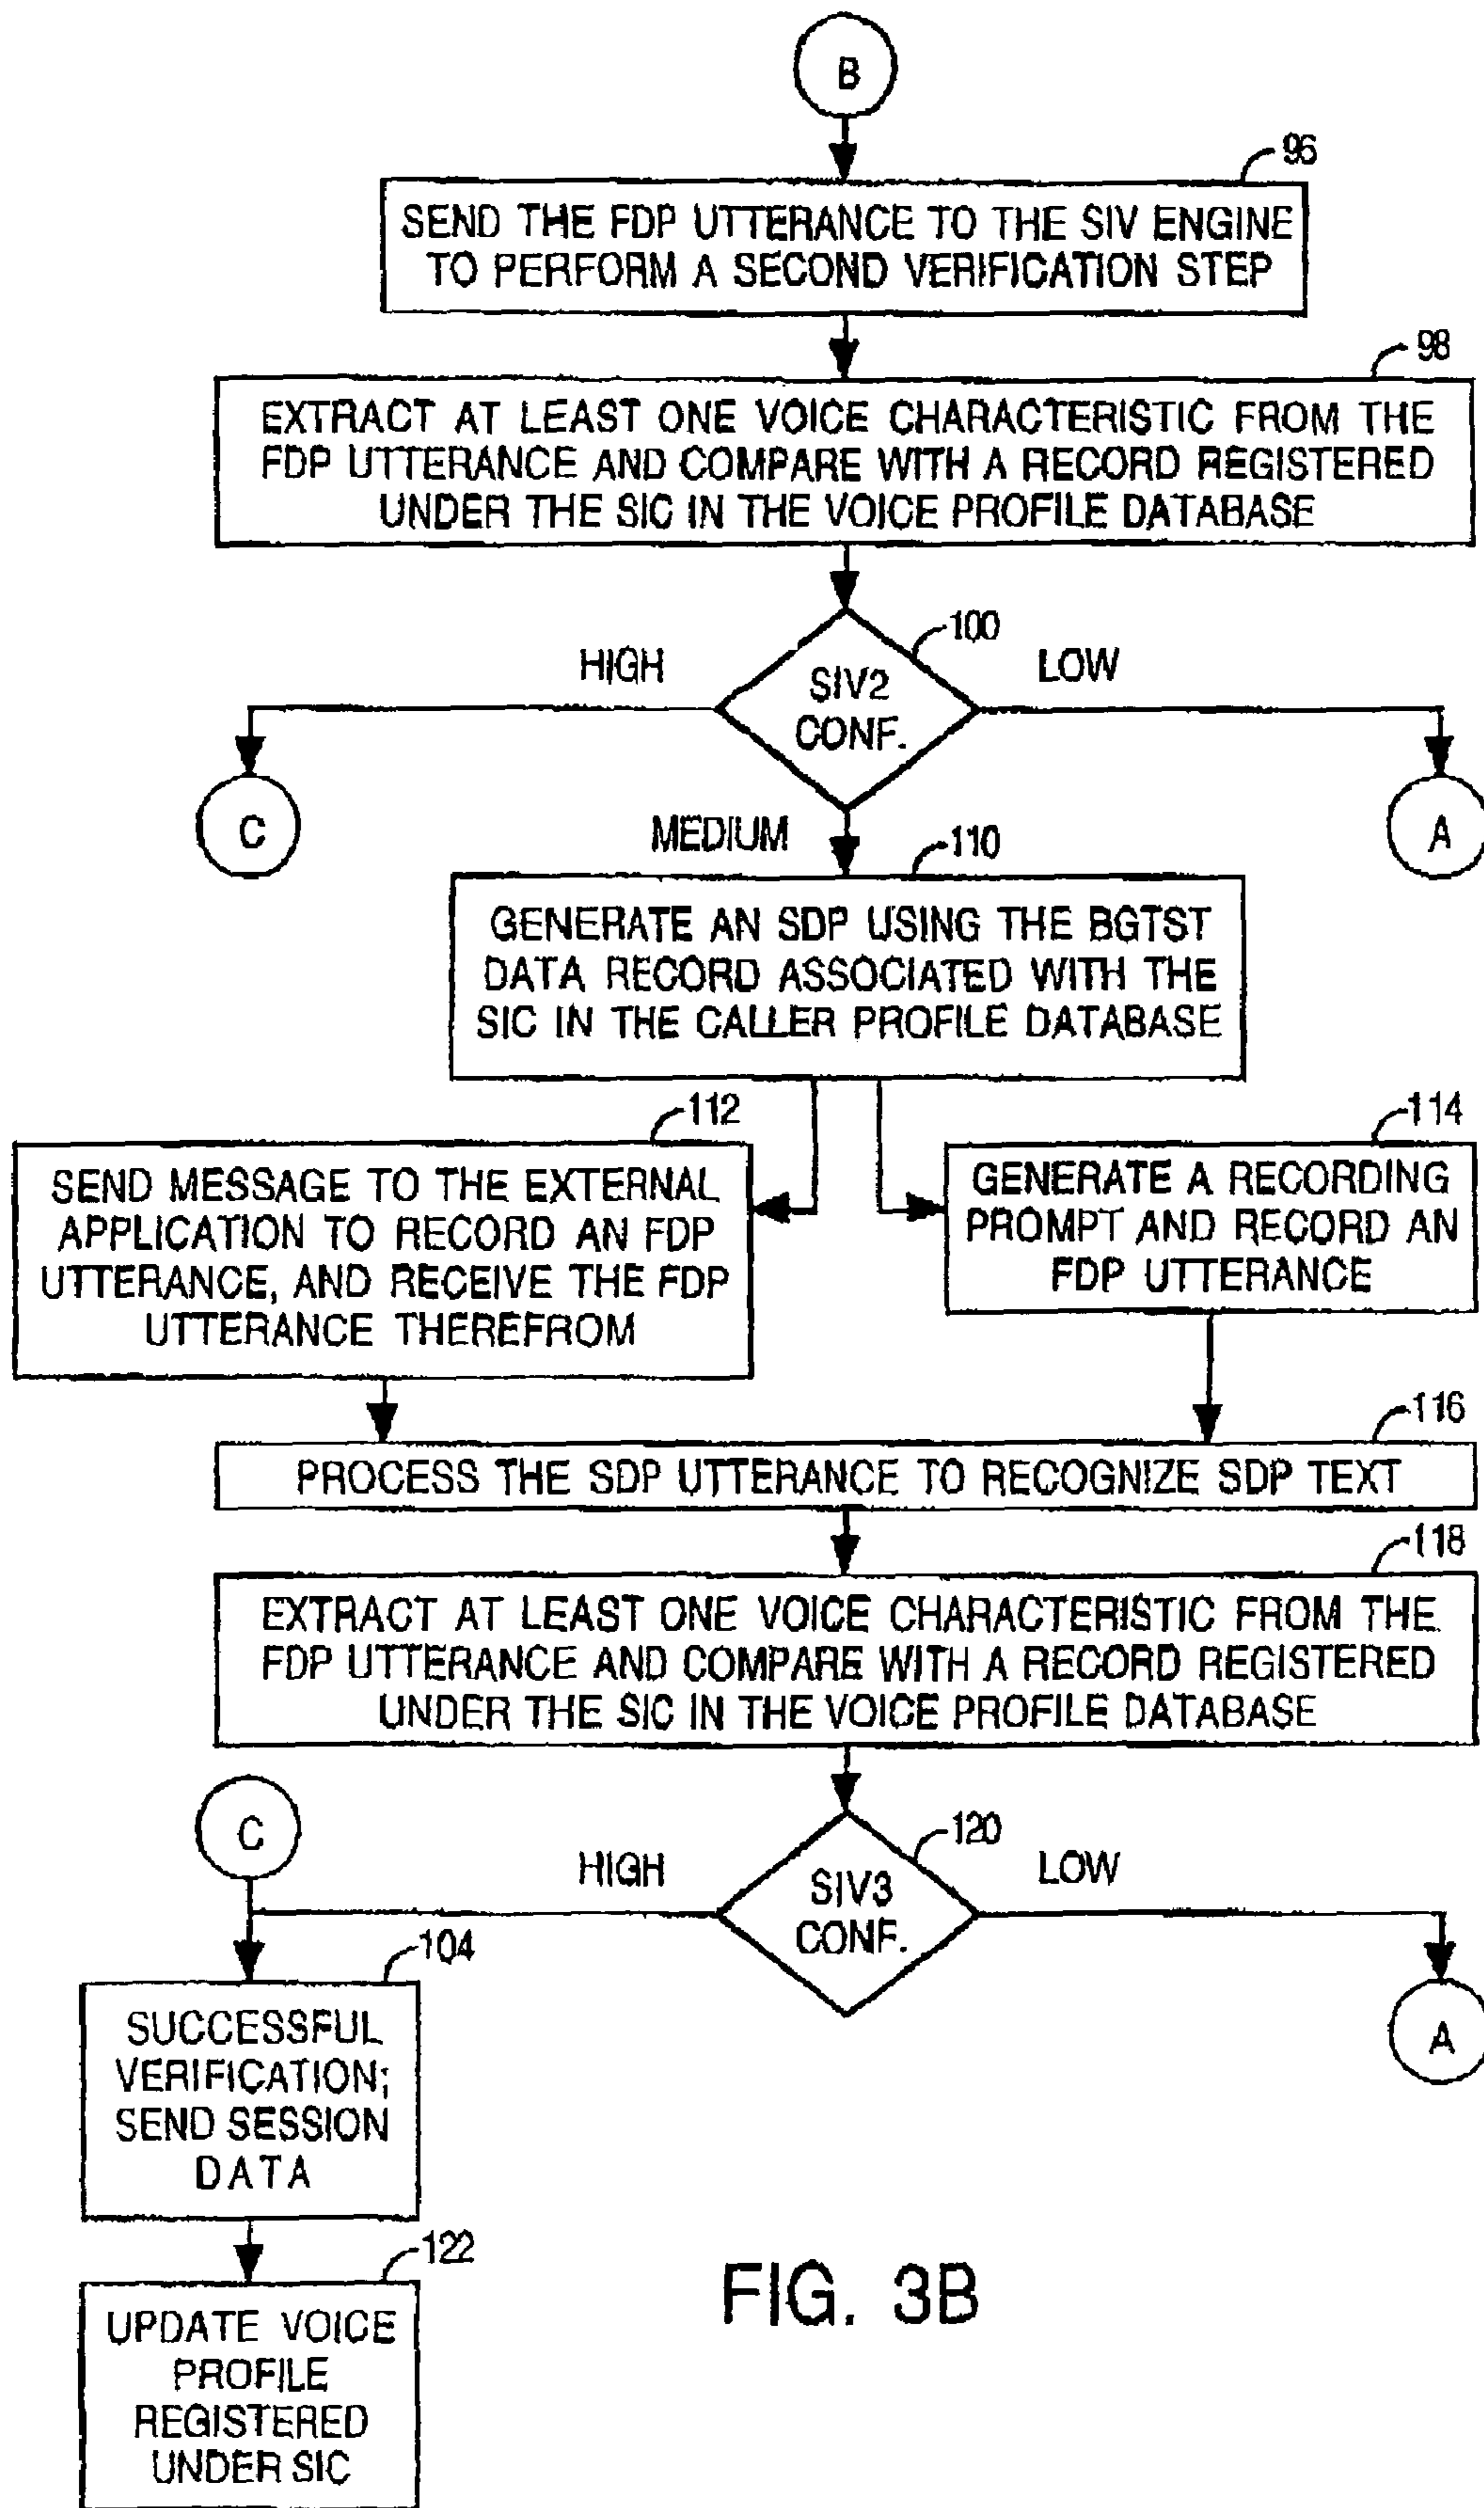 B
96
SEND THE FDP UTTERANCE TO THE SIV ENGINE
TO PERFORM A SECOND VERIFICATION STEP
98
EXTRACT AT LEAST ONE VOICE CHARACTERISTIC FROM THE
FDP UTTERANCE AND COMPARE WITH A RECORD REGISTERED
UNDER THE SIC IN THE VOICE PROFILE DATABASE
100
HIGH
LOW
SIV2
CONF.
C
A
MEDIUM
110
GENERATE AN SDP USING THE BGTST
DATA RECORD ASSOCIATED WITH THE
SIC IN THE CALLER PROFILE DATABASE
112
SEND MESSAGE TO THE EXTERNAL
APPLICATION TO RECORD AN FDP
UTTERANCE, AND RECEIVE THE FDP
UTTERANCE THEREFROM
114
GENERATE A RECORDING
PROMPT AND RECORD AN
FDP UTTERANCE
116
PROCESS THE SDP UTTERANCE TO RECOGNIZE SDP TEXT
118
EXTRACT AT LEAST ONE VOICE CHARACTERISTIC FROM THE
FDP UTTERANCE AND COMPARE WITH A RECORD REGISTERED
UNDER THE SIC IN THE VOICE PROFILE DATABASE
C
120
HIGH
LOW
SIV3
CONF.
A
104
SUCCESSFUL
VERIFICATION;
SEND SESSION
DATA
122
UPDATE VOICE
PROFILE
REGISTERED
UNDER SIC
FIG. 3B